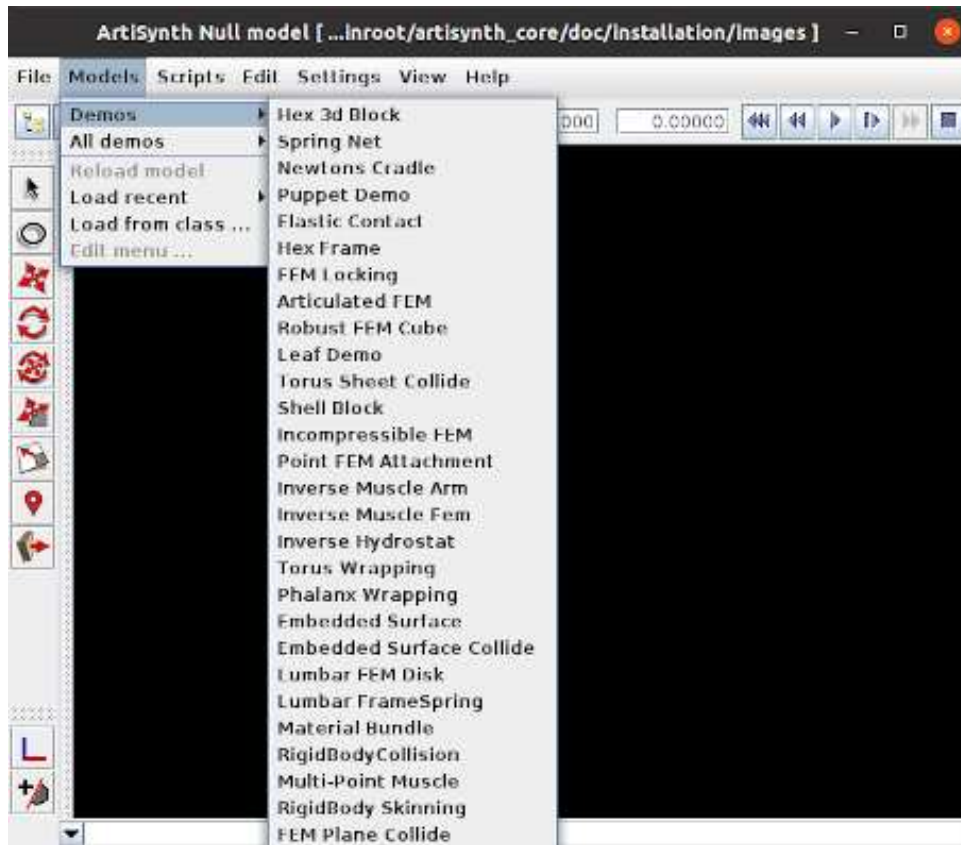 ArtiSynth Null model [ ...inroot/artisynth_core/doc/installation/images ]
File Models Scripts Edit Settings View Help
000 0.00000
Demos
All demos
Reload model
Load recent
Load from class ...
Edit menu ...
Hex 3d Block
Spring Net
Newtons Cradle
Puppet Demo
Elastic Contact
Hex Frame
FEM Locking
Articulated FEM
Robust FEM Cube
Leaf Demo
Torus Sheet Collide
Shell Block
Incompressible FEM
Point FEM Attachment
Inverse Muscle Arm
Inverse Muscle Fem
Inverse Hydrostat
Torus Wrapping
Phalanx Wrapping
Embedded Surface
Embedded Surface Collide
Lumbar FEM Disk
Lumbar FrameSpring
Material Bundle
RigidBodyCollision
Multi-Point Muscle
RigidBody Skinning
FEM Plane Collide